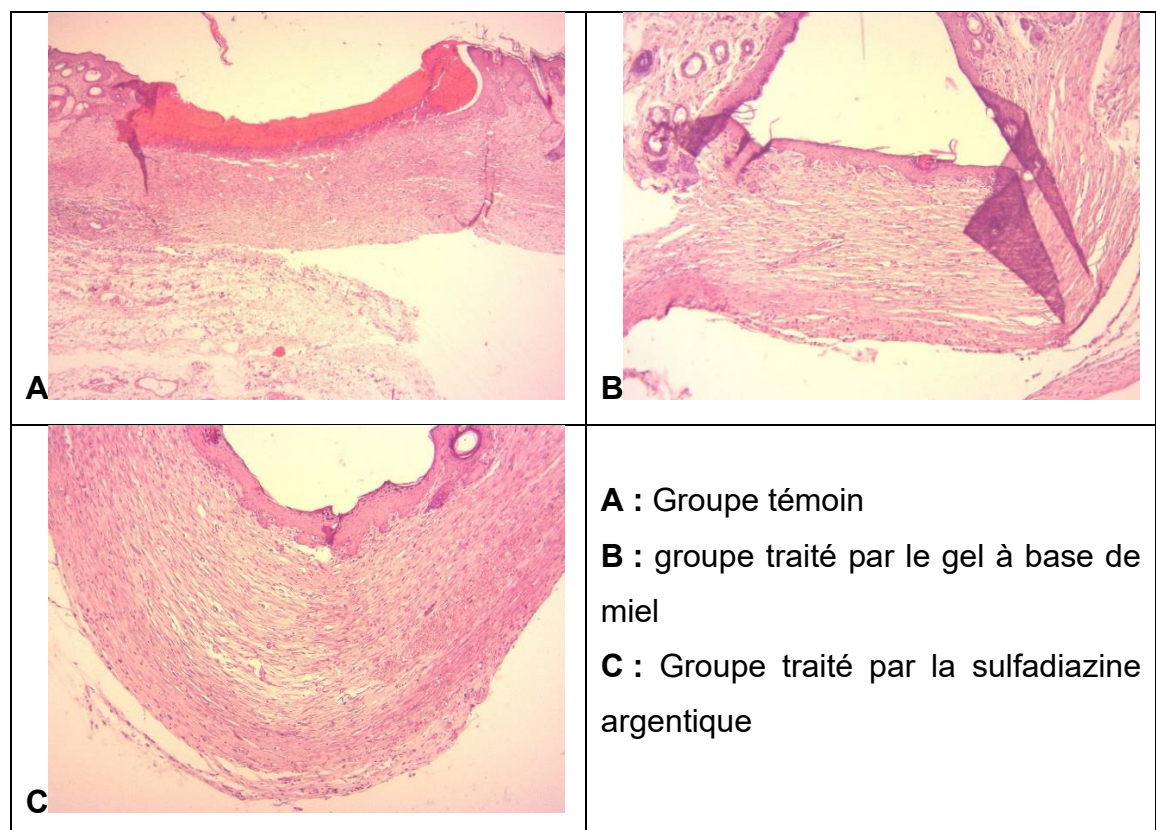 A
B
C
A : Groupe témoin
B : groupe traité par le gel à base de
miel
C : Groupe traité par la sulfadiazine
argentique